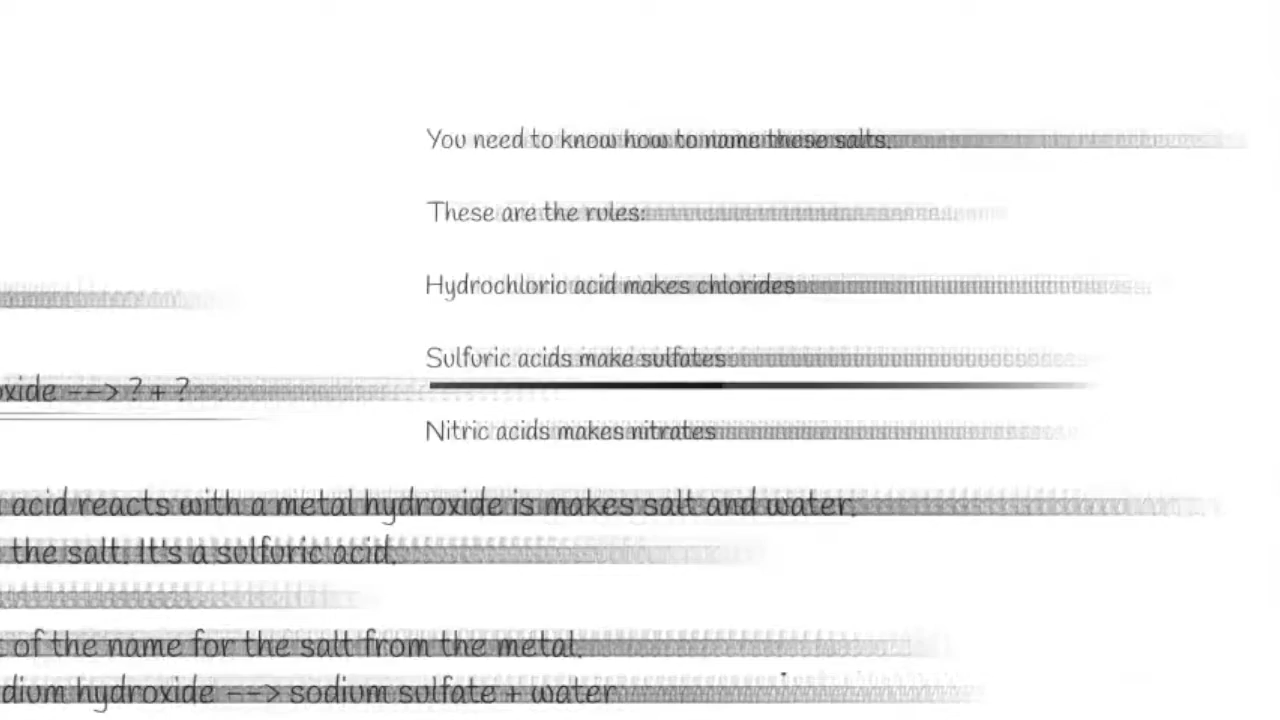 You need to know how to name these salts.
These are the rules:
Hydrochloric acid makes chlorides
Sulfuric acids make sulfates
oxide --> ? + ?
Nitric acids makes nitrates
acid reacts with a metal hydroxide is makes salt and water.
the salt. It's a sulfuric acid.
of the name for the salt from the metal.
dium hydroxide --> sodium sulfate + water